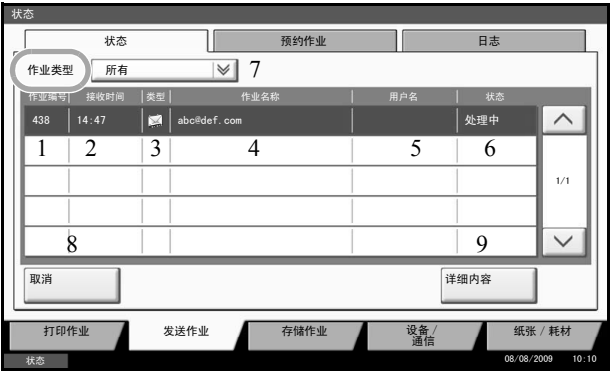 状态
状态 预约作业 日志
作业类型 所有 7
作业编号 接收时间 类型 作业名称 用户名 状态
438 14:47 abc@def.com 处理中
1 2 3 4 5 6
1/1
8 9
取消 详细内容
打印作业 发送作业 存储作业 设备 / 纸张 / 耗材
通信
状态 08/08/2009 10:10